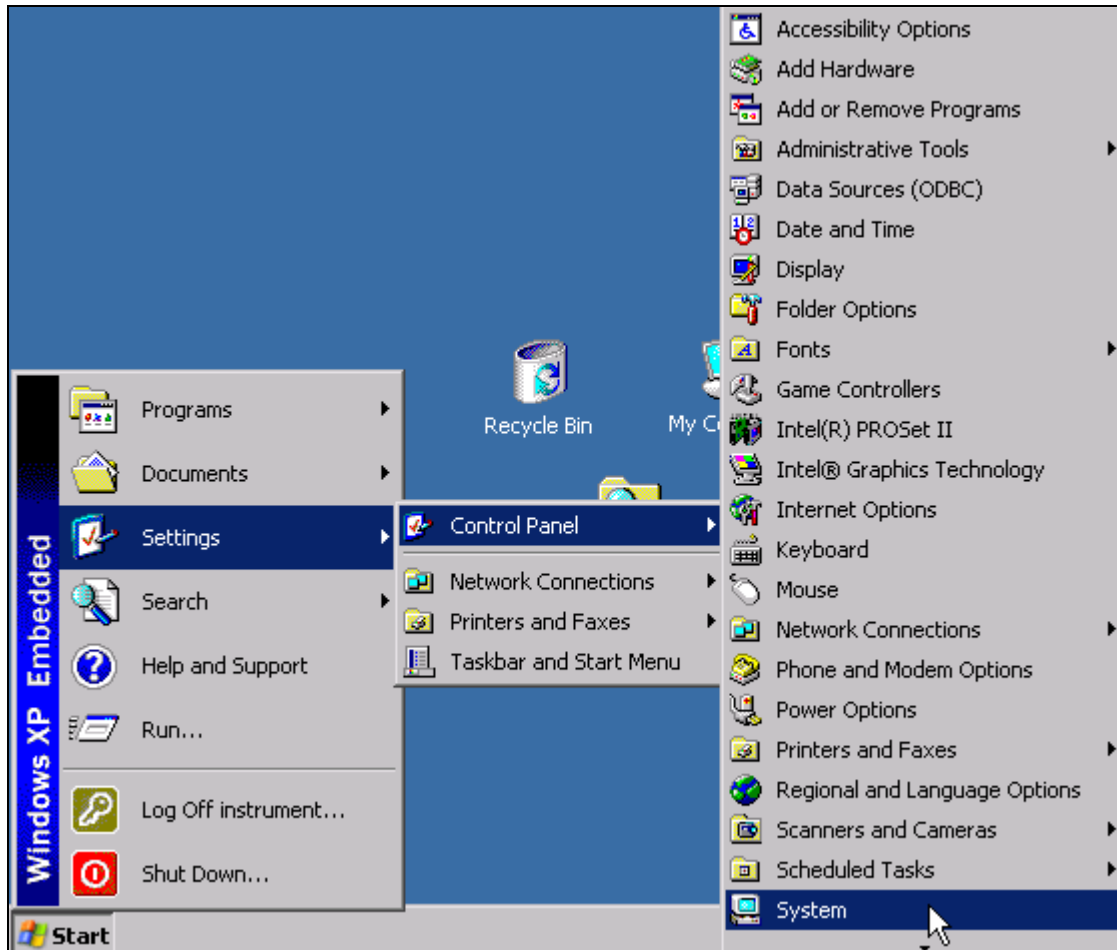 Accessibility Options
Add Hardware
Add or Remove Programs
Administrative Tools
Data Sources (ODBC)
Date and Time
Display
Folder Options
Fonts
Game Controllers
Intel(R) PROSet II
Intel® Graphics Technology
Internet Options
Keyboard
Mouse
Network Connections
Phone and Modem Options
Power Options
Printers and Faxes
Regional and Language Options
Scanners and Cameras
Scheduled Tasks
System
Recycle Bin
My C
Programs
Documents
Settings
Search
Help and Support
Run...
Log Off instrument...
Shut Down...
Windows XP Embedded
Control Panel
Network Connections
Printers and Faxes
Taskbar and Start Menu
Start